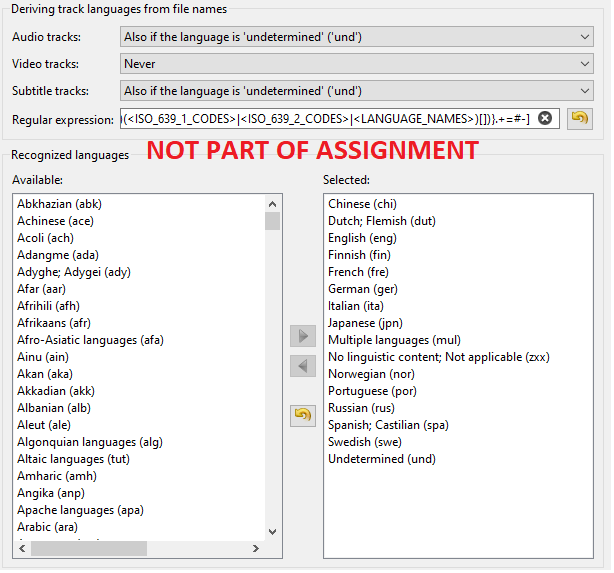 Deriving track languages from file names
Audio tracks: Also if the language is 'undetermined' ('und')
Video tracks: Never
Subtitle tracks: Also if the language is 'undetermined' ('und')
Regular expression: )(<ISO_639_1_CODES>|<ISO_639_2_CODES>|<LANGUAGE_NAMES>)[])}.+=#-]
NOT PART OF ASSIGNMENT
Recognized languages
Available:
Abkhazian (abk)
Achinese (ace)
Acoli (ach)
Adangme (ada)
Adyghe; Adygei (ady)
Afar (aar)
Afrihili (afh)
Afrikaans (afr)
Afro-Asiatic languages (afa)
Ainu (ain)
Akan (aka)
Akkadian (akk)
Albanian (alb)
Aleut (ale)
Algonquian languages (alg)
Altaic languages (tut)
Amharic (amh)
Angika (anp)
Apache languages (apa)
Arabic (ara)
Selected:
Chinese (chi)
Dutch; Flemish (dut)
English (eng)
Finnish (fin)
French (fre)
German (ger)
Italian (ita)
Japanese (jpn)
Multiple languages (mul)
No linguistic content; Not applicable (zxx)
Norwegian (nor)
Portuguese (por)
Russian (rus)
Spanish; Castilian (spa)
Swedish (swe)
Undetermined (und)